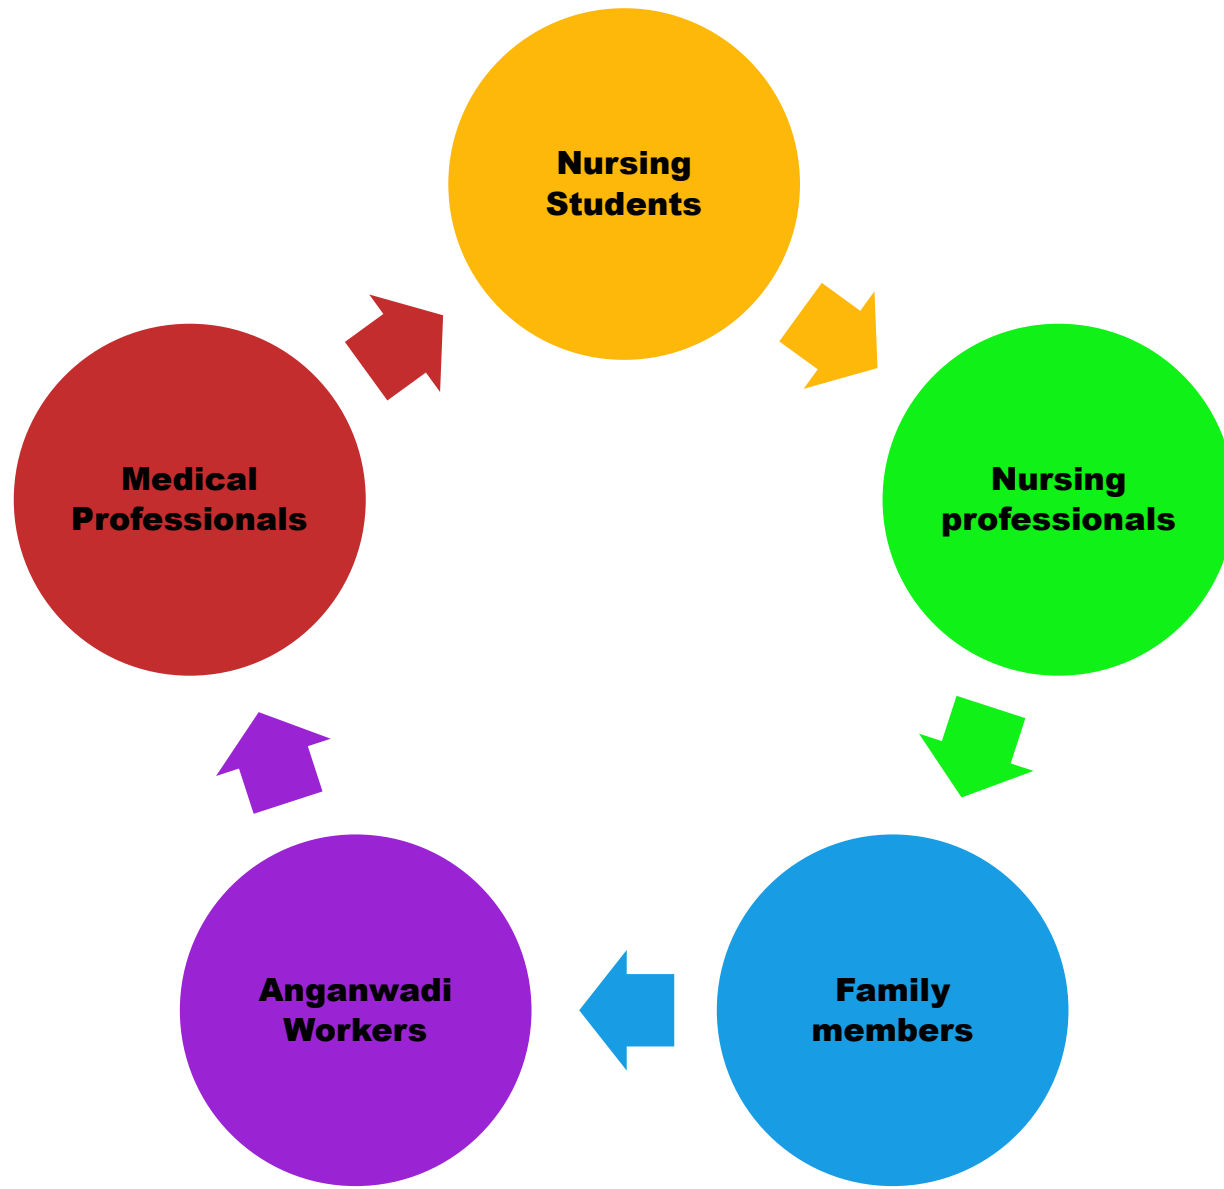 Nursing
Students
Nursing
professionals
Family
members
Anganwadi
Workers
Medical
Professionals